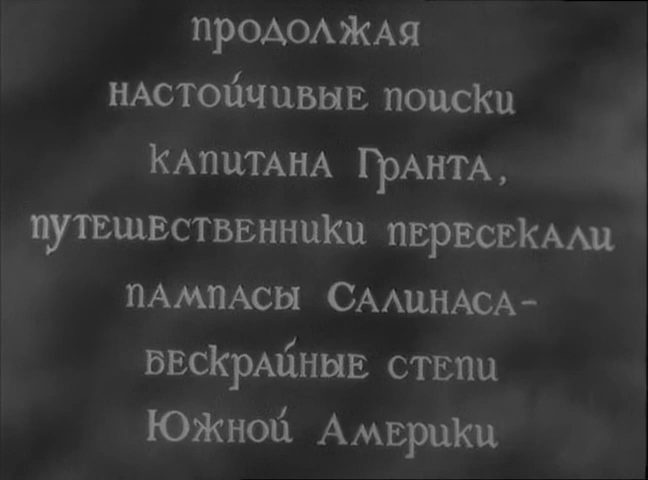 продолжая
настойчивые поиски
капитана Гранта,
путешественники пересекали
пампасы Салинаса-
бескрайные степи
Южной Америки